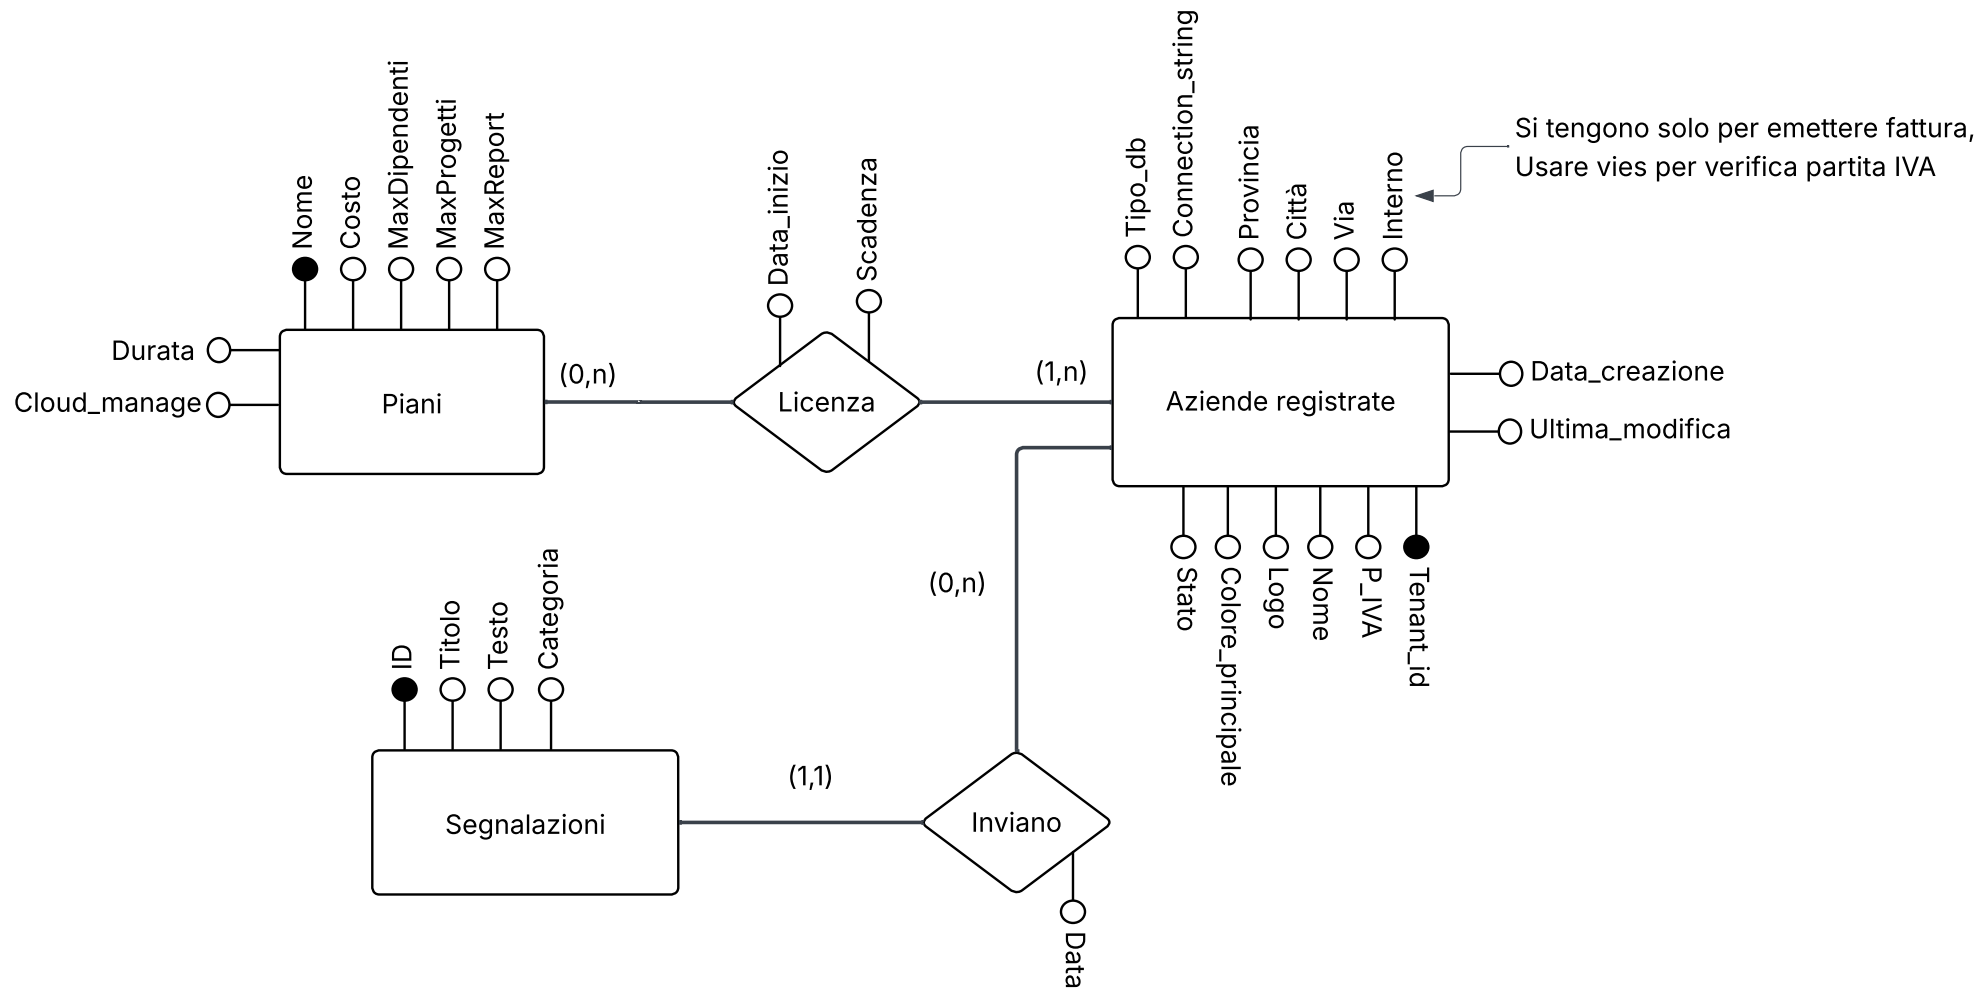 Nome
Costo
MaxDipendenti
MaxProgetti
MaxReport
Durata
Cloud_manage
Piani
(0,n)
Data_inizio
Scadenza
Licenza
(1,n)
Tipo_db
Connection_string
Provincia
Città
Via
Interno
Si tengono solo per emettere fattura,
Usare vies per verifica partita IVA
Aziende registrate
Data_creazione
Ultima_modifica
Stato
Colore_principale
Logo
Nome
P_IVA
Tenant_id
(0,n)
ID
Titolo
Testo
Categoria
Segnalazioni
(1,1)
Inviano
Data